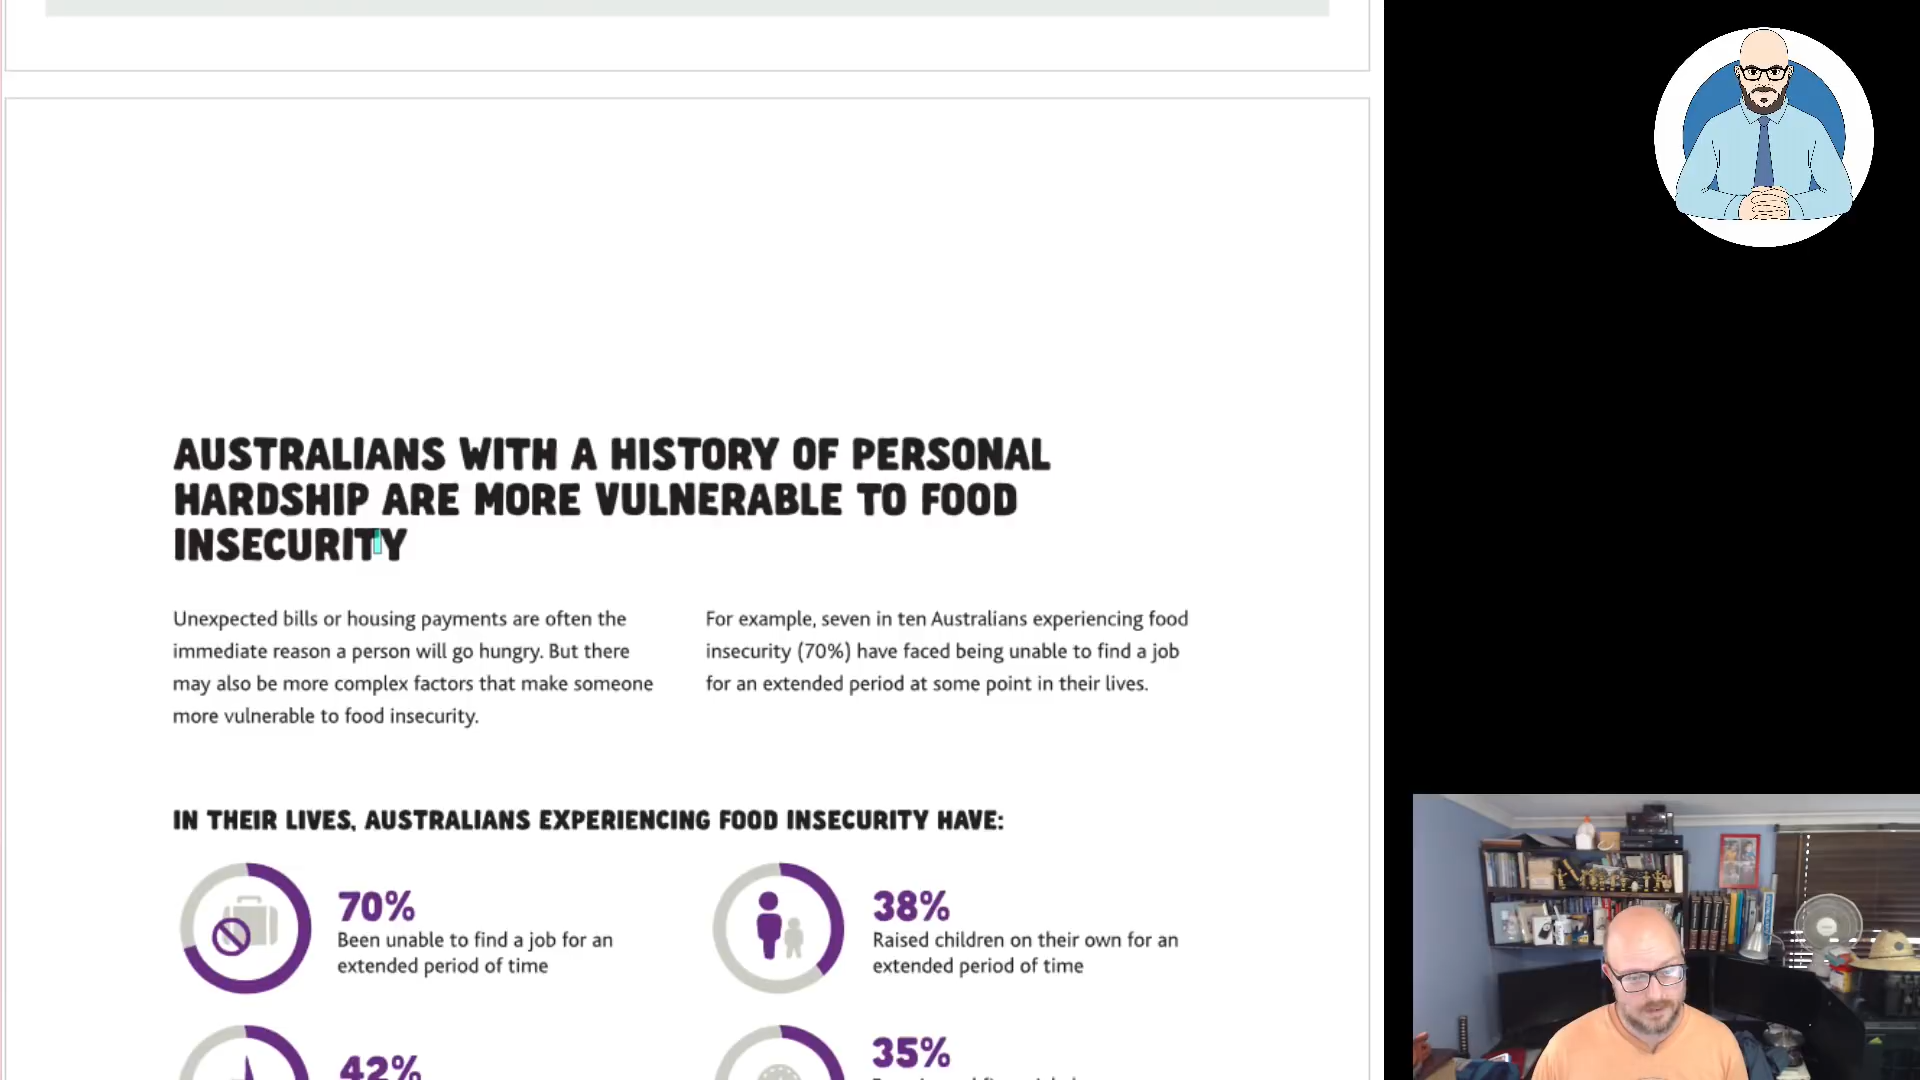 AUSTRALIANS WITH A HISTORY OF PERSONAL
HARDSHIP ARE MORE VULNERABLE TO FOOD
INSECURITY
Unexpected bills or housing payments are often the
immediate reason a person will go hungry. But there
may also be more complex factors that make someone
more vulnerable to food insecurity.
For example, seven in ten Australians experiencing food
insecurity (70%) have faced being unable to find a job
for an extended period at some point in their lives.
IN THEIR LIVES, AUSTRALIANS EXPERIENCING FOOD INSECURITY HAVE:
70%
Been unable to find a job for an
extended period of time
38%
Raised children on their own for an
extended period of time
42%
35%